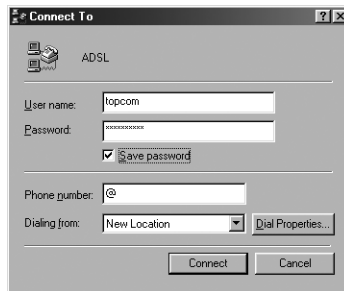 Connect To
ADSL
User name: topcom
Password: xxxxxxxxxx
Save password
Phone number: @
Dialing from: New Location Dial Properties...
Connect Cancel